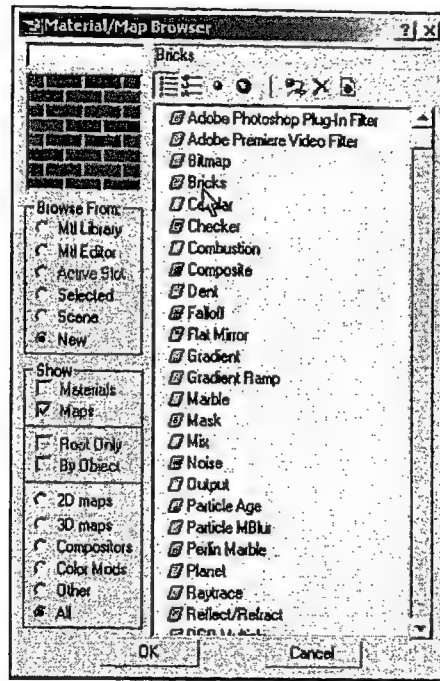 Material/Map Browser
Bricks
Browse From:
Mtl Library
Mtl Editor
Active Slot
Selected
Scene
New
Show
Materials
Maps
Root Only
By Object
2D maps
3D maps
Compositors
Color Mods
Other
All
Adobe Photoshop Plug-In Filter
Adobe Premiere Video Filter
Bitmap
Bricks
Checker
Combustion
Composite
Dent
Falloff
Flat Mirror
Gradient
Gradient Ramp
Marble
Mask
Mix
Noise
Output
Particle Age
Particle MBlur
Perlin Marble
Planet
Raytrace
Reflect/Refract
OK
Cancel